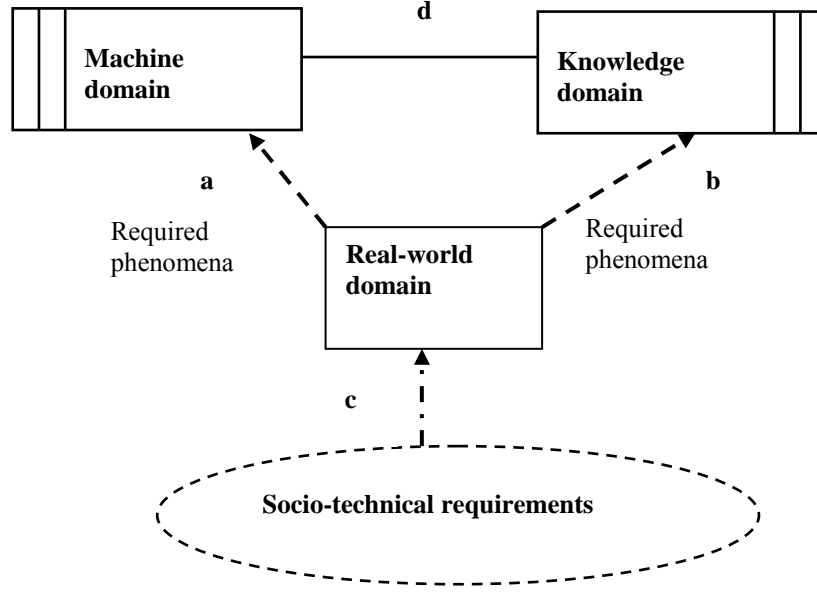 d
Machine
domain
Knowledge
domain
a
b
Required
phenomena
Required
phenomena
Real-world
domain
c
Socio-technical requirements